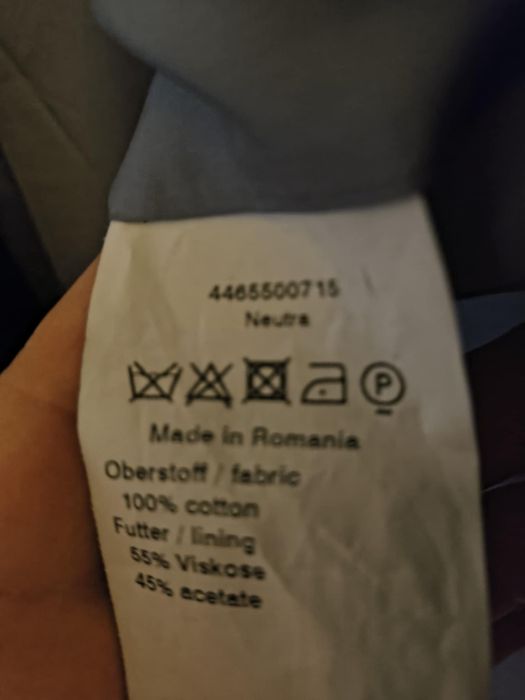 4465500715
Neutra
P
Made in Romania
Oberstoff / fabric
100% cotton
Futter / lining
55% Viskose
45% acetate